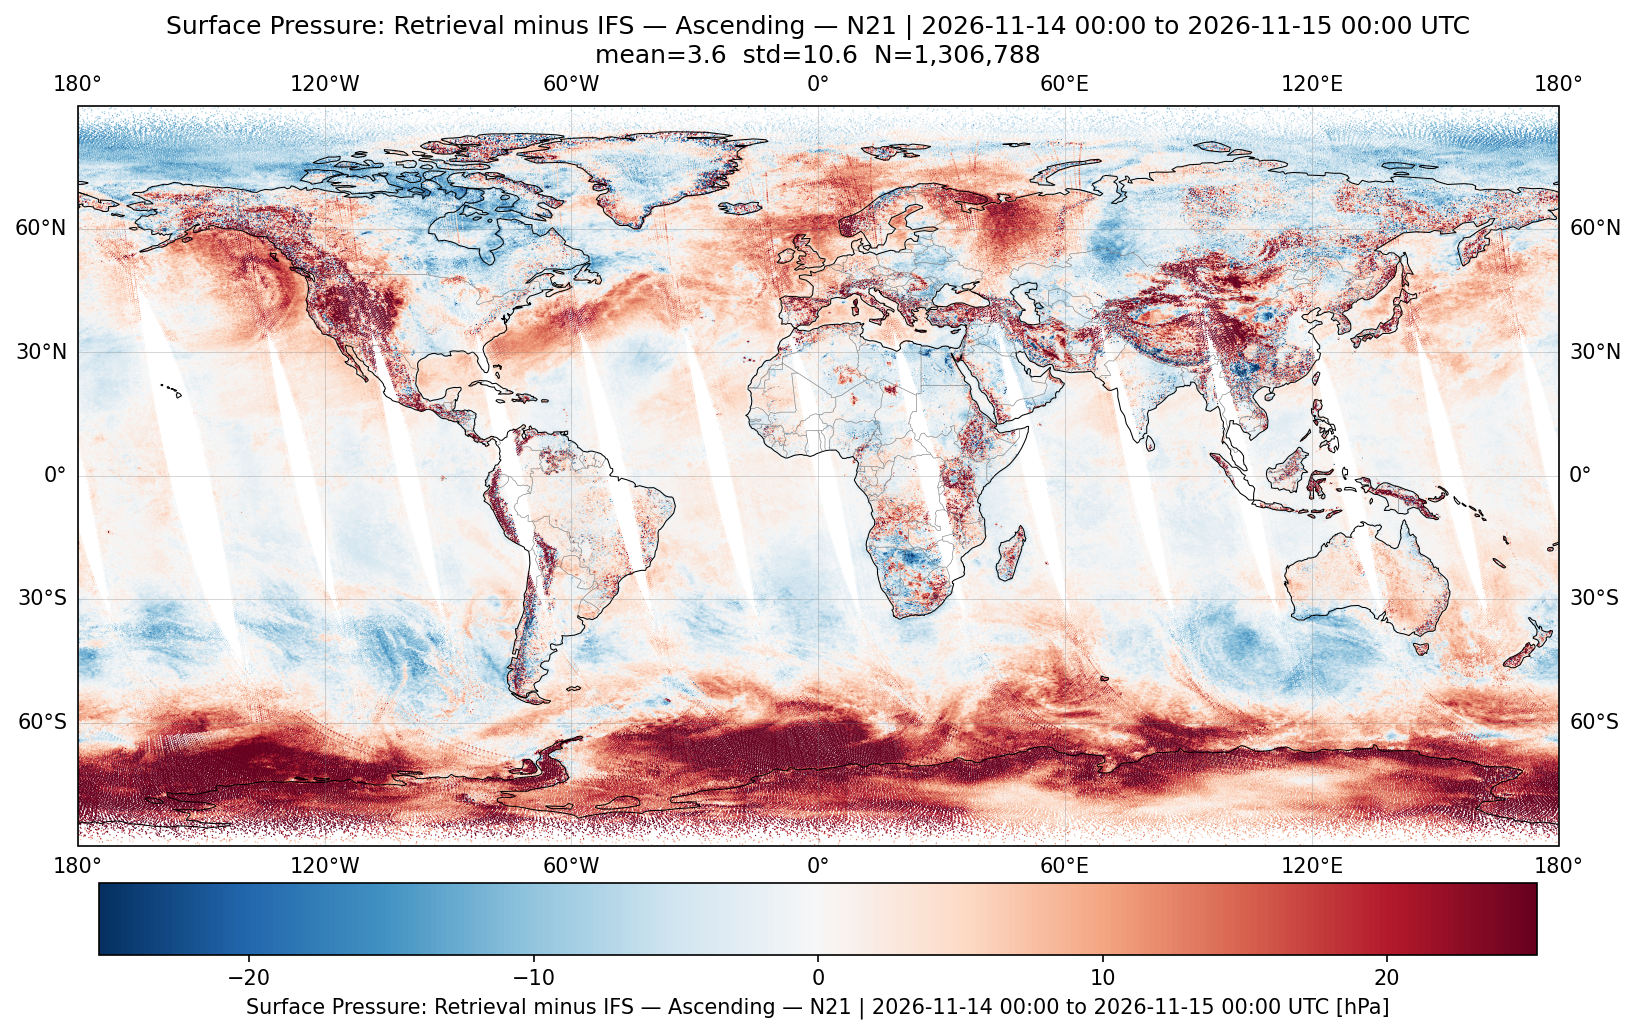 Surface Pressure: Retrieval minus IFS — Ascending — N21 | 2026-11-14 00:00 to 2026-11-15 00:00 UTC
mean=3.6  std=10.6  N=1,306,788
180° 120°W 60°W 0° 60°E 120°E 180°
60°N 60°N
30°N 30°N
0° 0°
30°S 30°S
60°S 60°S
180° 120°W 60°W 0° 60°E 120°E 180°
−20 −10 0 10 20
Surface Pressure: Retrieval minus IFS — Ascending — N21 | 2026-11-14 00:00 to 2026-11-15 00:00 UTC [hPa]